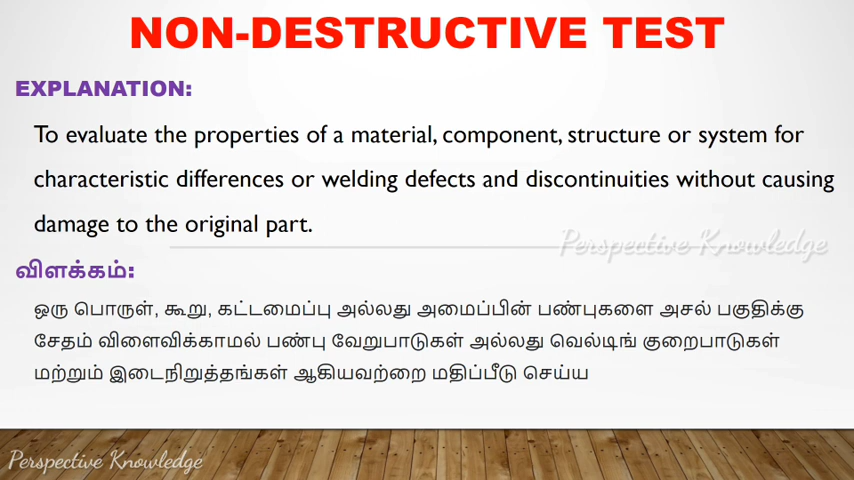 NON-DESTRUCTIVE TEST
EXPLANATION:
To evaluate the properties of a material, component, structure or system for
characteristic differences or welding defects and discontinuities without causing
damage to the original part.
Perspective Knowledge
விளக்கம்:
ஒரு பொருள், கூறு, கட்டமைப்பு அல்லது அமைப்பின் பண்புகளை அசல் பகுதிக்கு
சேதம் விளைவிக்காமல் பண்பு வேறுபாடுகள் அல்லது வெல்டிங் குறைபாடுகள்
மற்றும் இடைநிறுத்தங்கள் ஆகியவற்றை மதிப்பீடு செய்ய
Perspective Knowledge